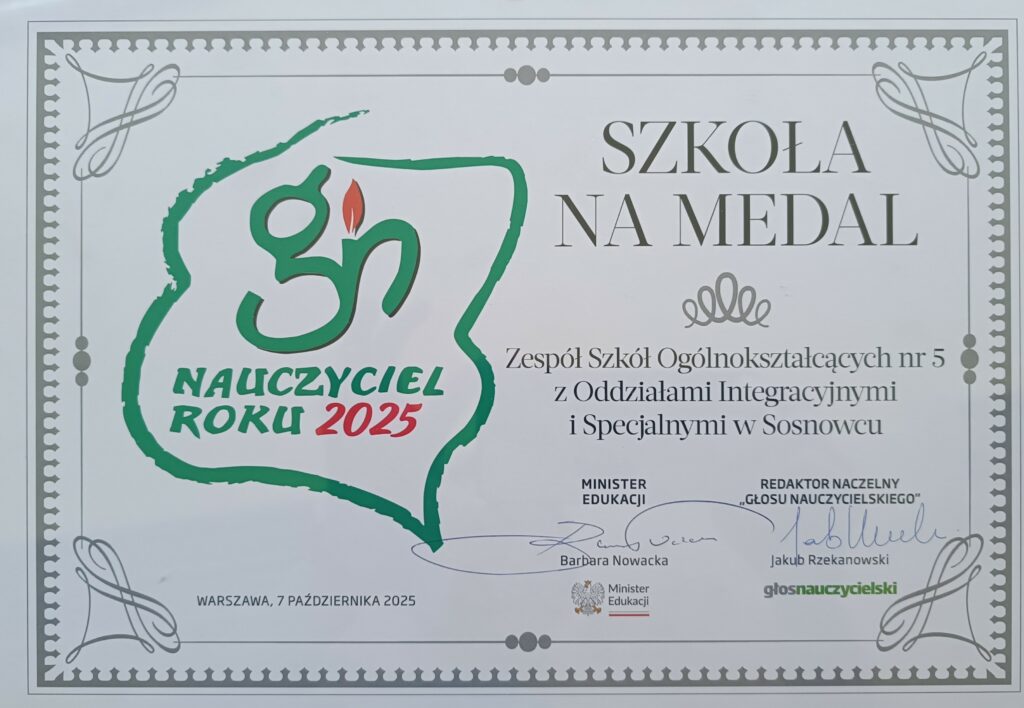 gn
NAUCZYCIEL
ROKU 2025
SZKOŁA
NA MEDAL
Zespół Szkół Ogólnokształcących nr 5
z Oddziałami Integracyjnymi
i Specjalnymi w Sosnowcu
MINISTER
EDUKACJI
Barbara Nowacka
Minister
Edukacji
REDAKTOR NACZELNY
„GŁOSU NAUCZYCIELSKIEGO”
Jakub Rzekanowski
głosnauczycielski
WARSZAWA, 7 PAŹDZIERNIKA 2025